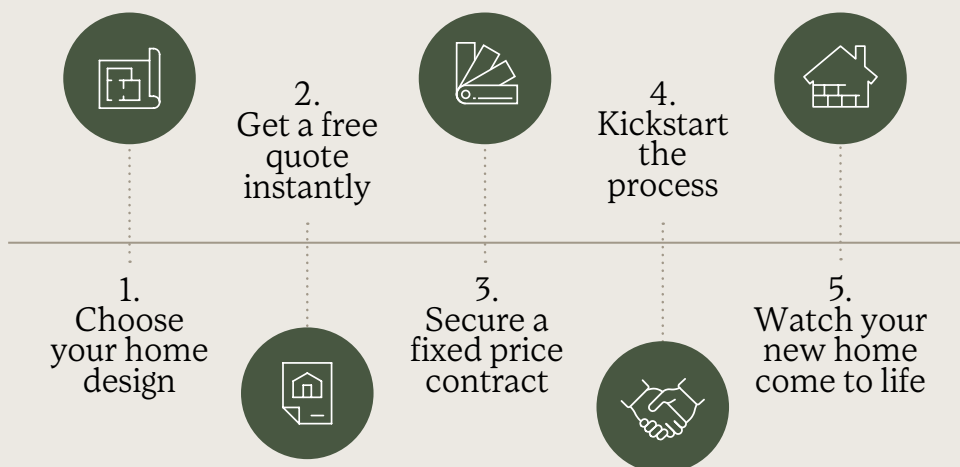 1.
Choose
your home
design
2.
Get a free
quote
instantly
3.
Secure a
fixed price
contract
4.
Kickstart
the
process
5.
Watch your
new home
come to life